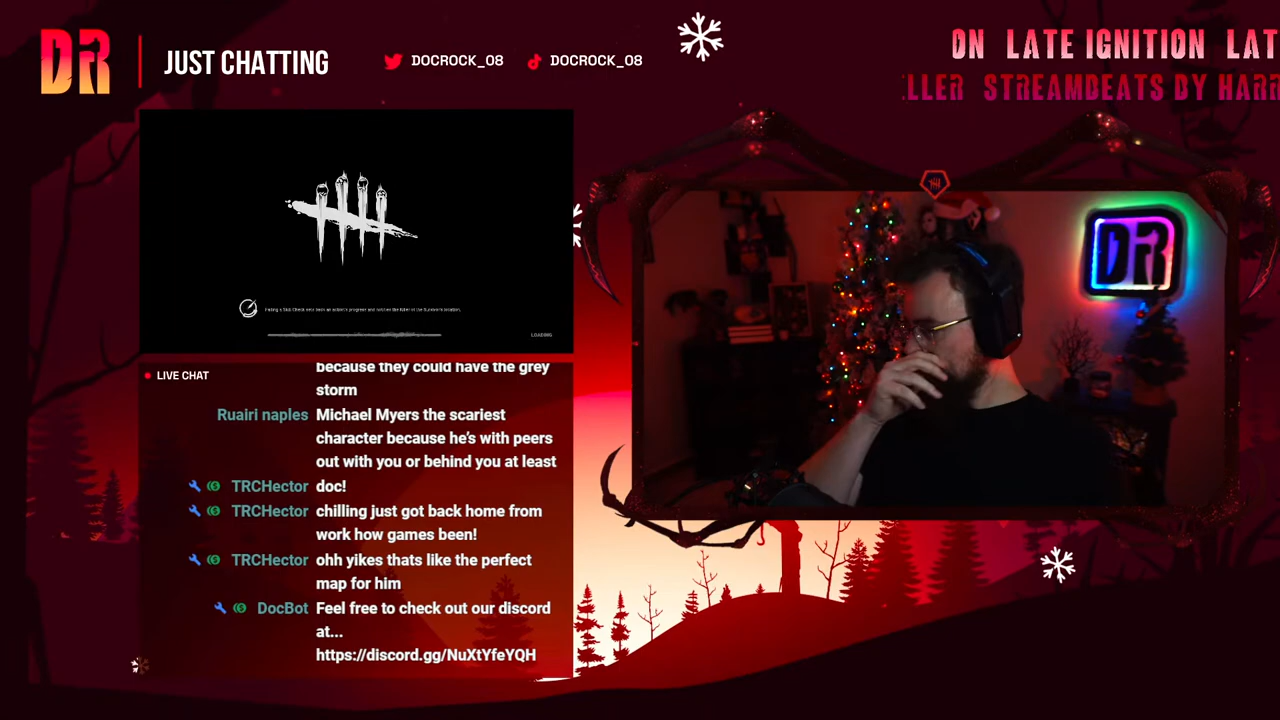 DR
JUST CHATTING
DOCROCK_08
DOCROCK_08
ON LATE IGNITION LAT
LLER STREAMBEATS BY HARR
LOADING
LIVE CHAT
because they could have the grey
storm
Ruairi naples Michael Myers the scariest
character because he's with peers
out with you or behind you at least
TRCHector doc!
TRCHector chilling just got back home from
work how games been!
TRCHector ohh yikes thats like the perfect
map for him
DocBot Feel free to check out our discord
at...
https://discord.gg/NuXtYfeYQH
DR